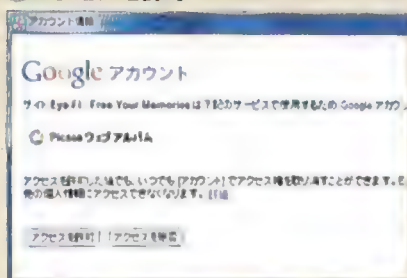 アカウント情報
Google アカウント
サイト Eye-Fi: Free Your Memories は下記のサービスで使用するため Google アカウ
Picasa ウェブ アルバム
アクセスを許可した後でも、いつでも [アカウント] でアクセス権を取り消すことができます。
他の個人情報にアクセスできなくなります。 詳細
アクセスを許可
アクセスを拒否